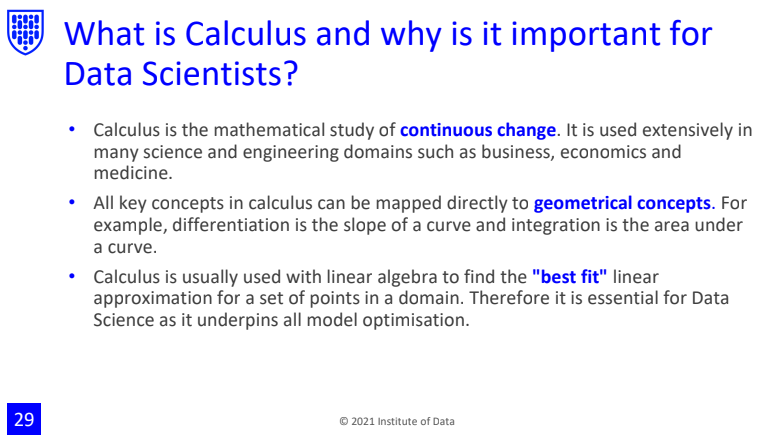 What is Calculus and why is it important for
Data Scientists?
• Calculus is the mathematical study of continuous change. It is used extensively in
many science and engineering domains such as business, economics and
medicine.
• All key concepts in calculus can be mapped directly to geometrical concepts. For
example, differentiation is the slope of a curve and integration is the area under
a curve.
• Calculus is usually used with linear algebra to find the "best fit" linear
approximation for a set of points in a domain. Therefore it is essential for Data
Science as it underpins all model optimisation.
29
© 2021 Institute of Data